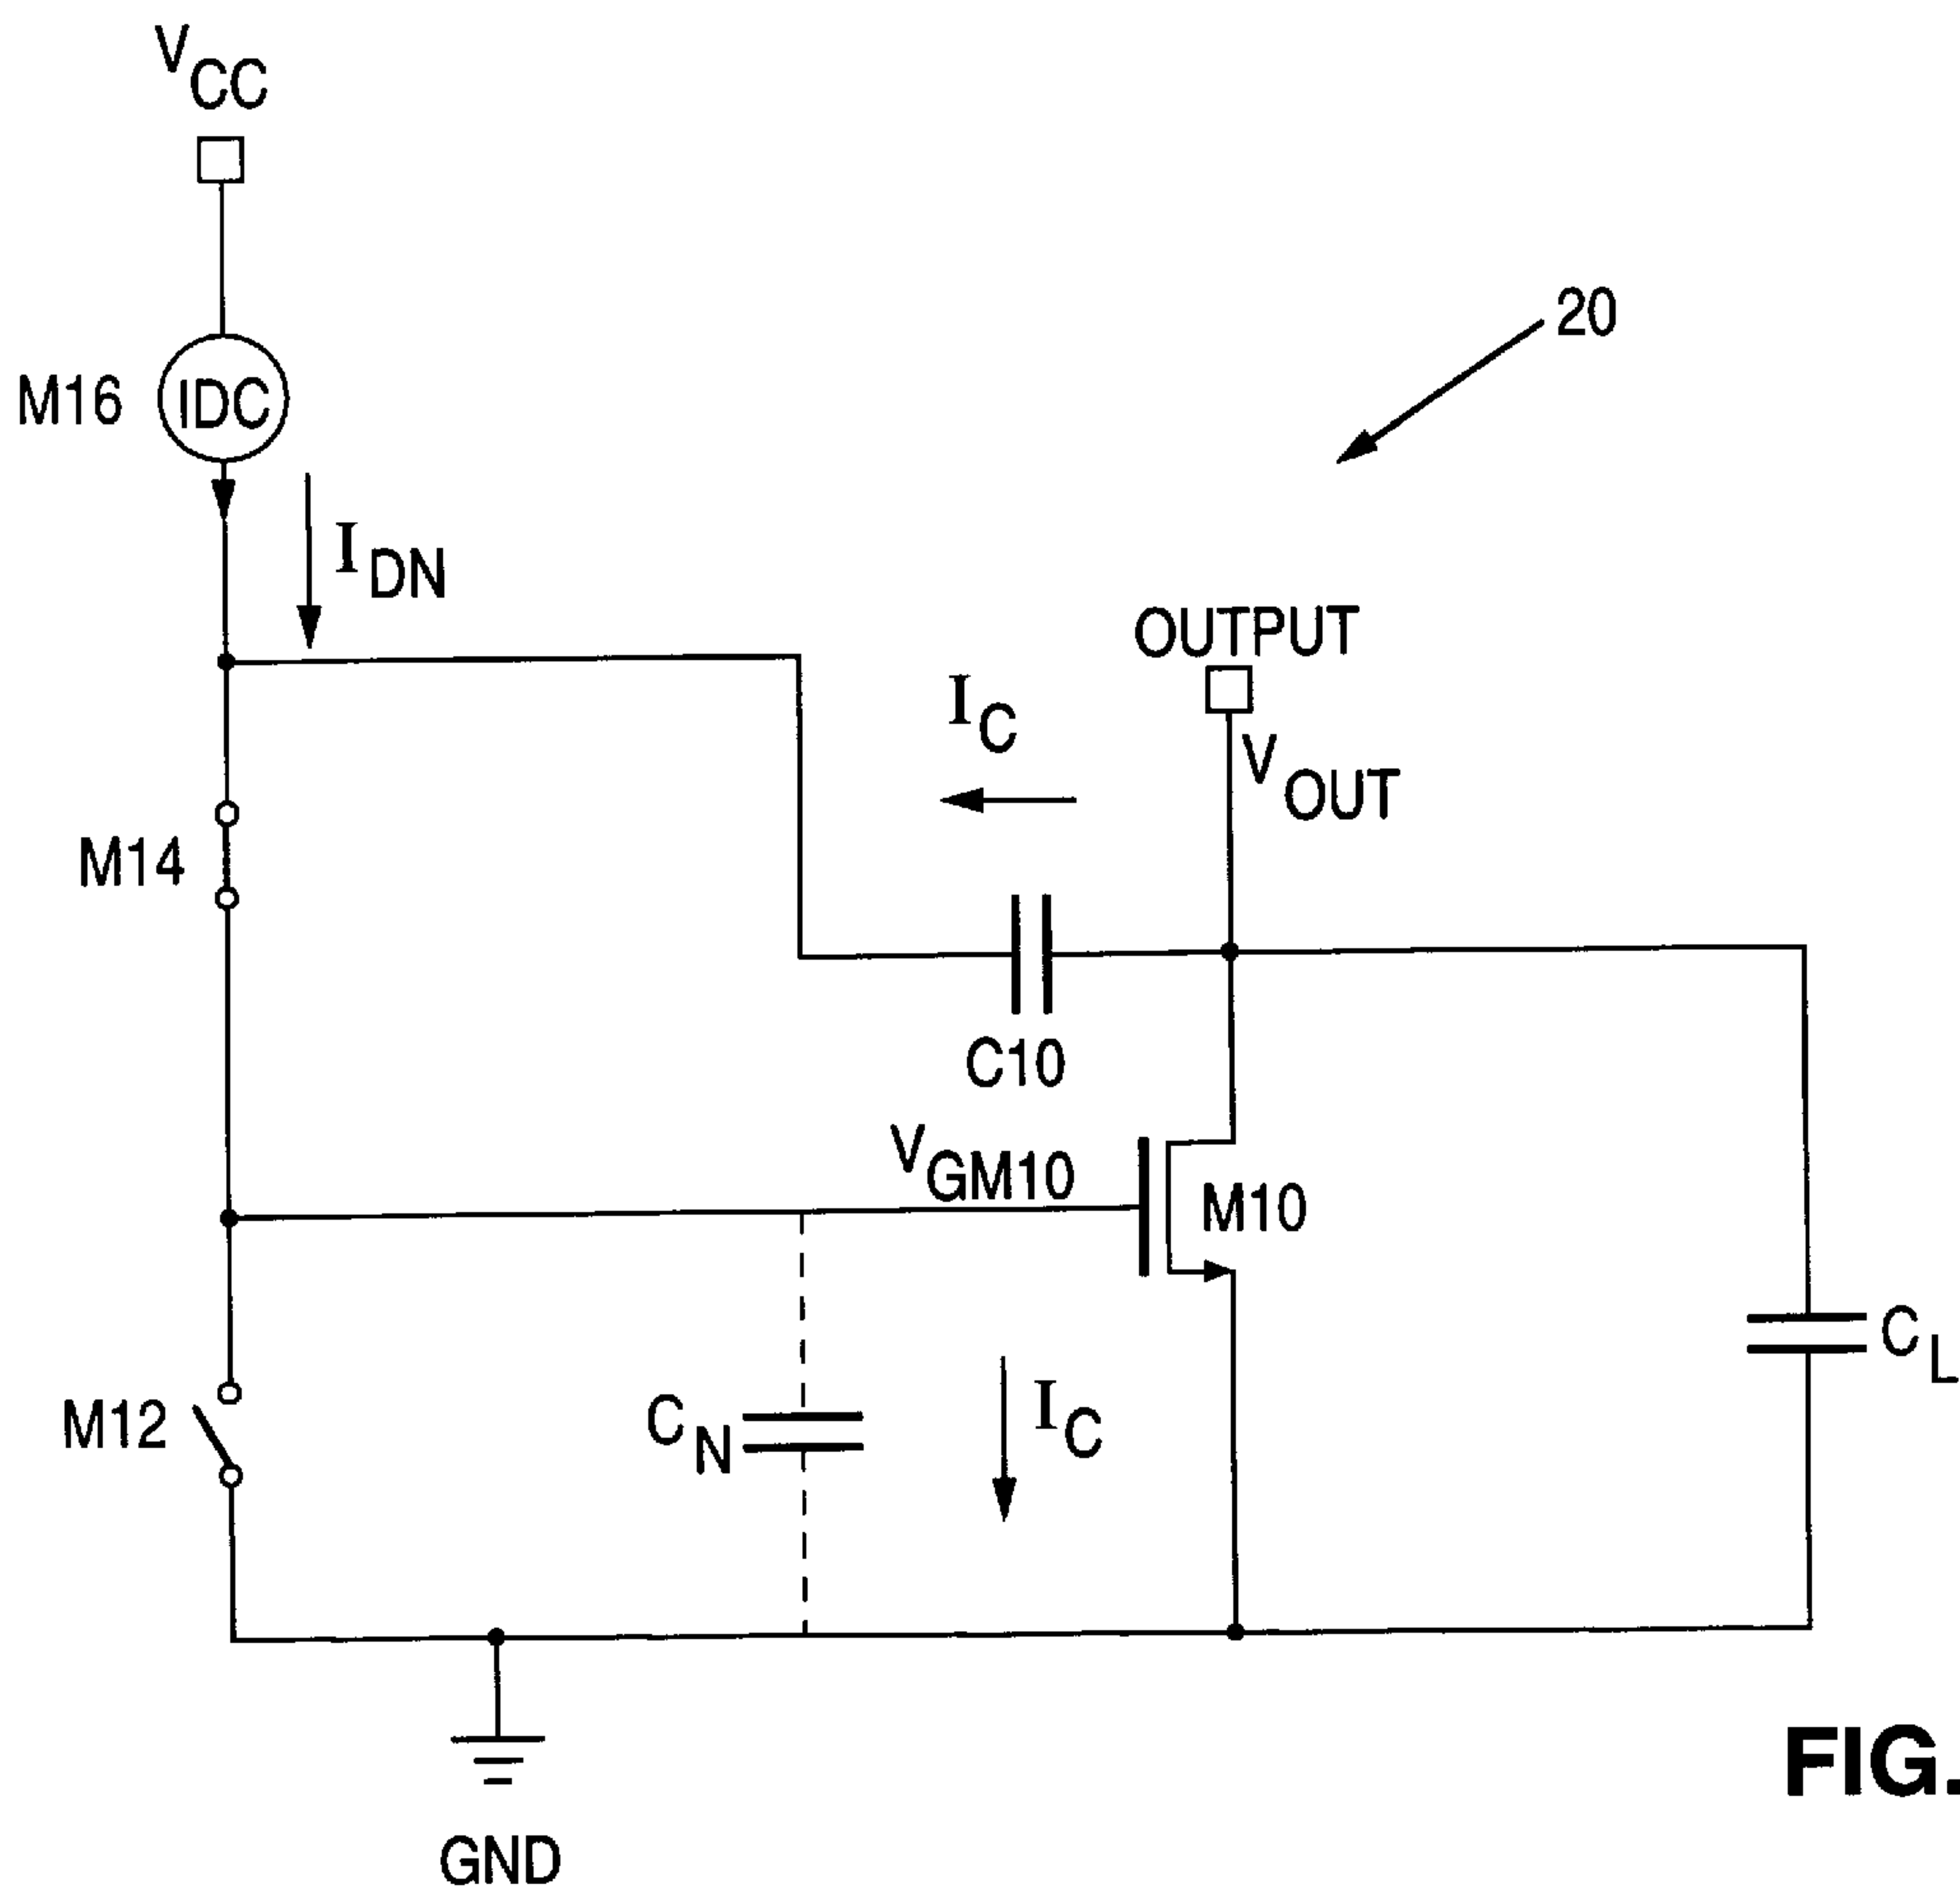 VCC
M16
IDC
IDN
20
OUTPUT
IC
VOUT
M14
C10
VGM10
M10
M12
CN
IC
CL
GND
FIG.